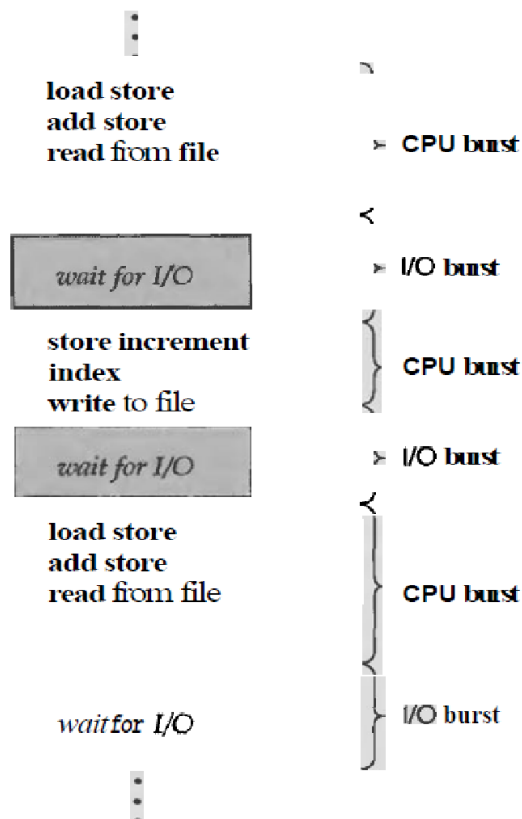 load store
add store
read from file
CPU burst
wait for I/O
I/O burst
store increment
index
write to file
CPU burst
wait for I/O
I/O burst
load store
add store
read from file
CPU burst
wait for I/O
I/O burst